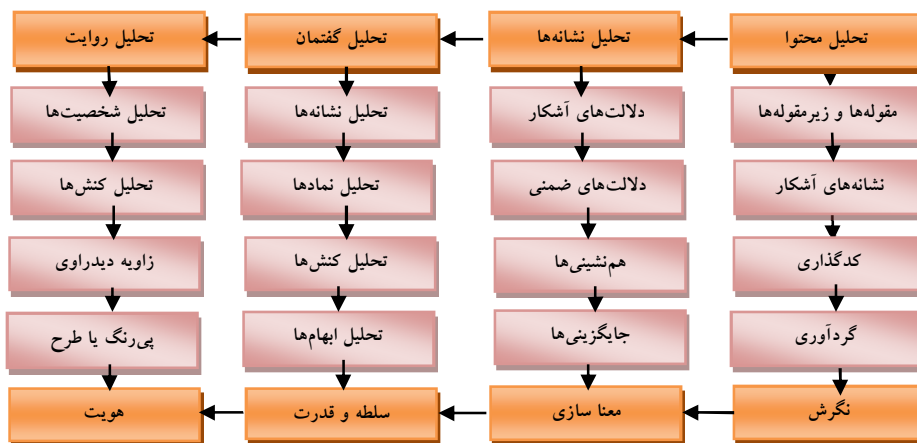 تحلیل محتوا
تحلیل نشانه‌ها
تحلیل گفتمان
تحلیل روایت
مقوله‌ها و زیرمقوله‌ها
دلالت‌های آشکار
تحلیل نشانه‌ها
تحلیل شخصیت‌ها
نشانه‌های آشکار
دلالت‌های ضمنی
تحلیل نمادها
تحلیل کنش‌ها
کدگذاری
هم‌نشینی‌ها
تحلیل کنش‌ها
زاویه دیدراوی
گردآوری
جایگزینی‌ها
تحلیل ابهام‌ها
پی‌رنگ یا طرح
نگرش
معنا سازی
سلطه و قدرت
هویت